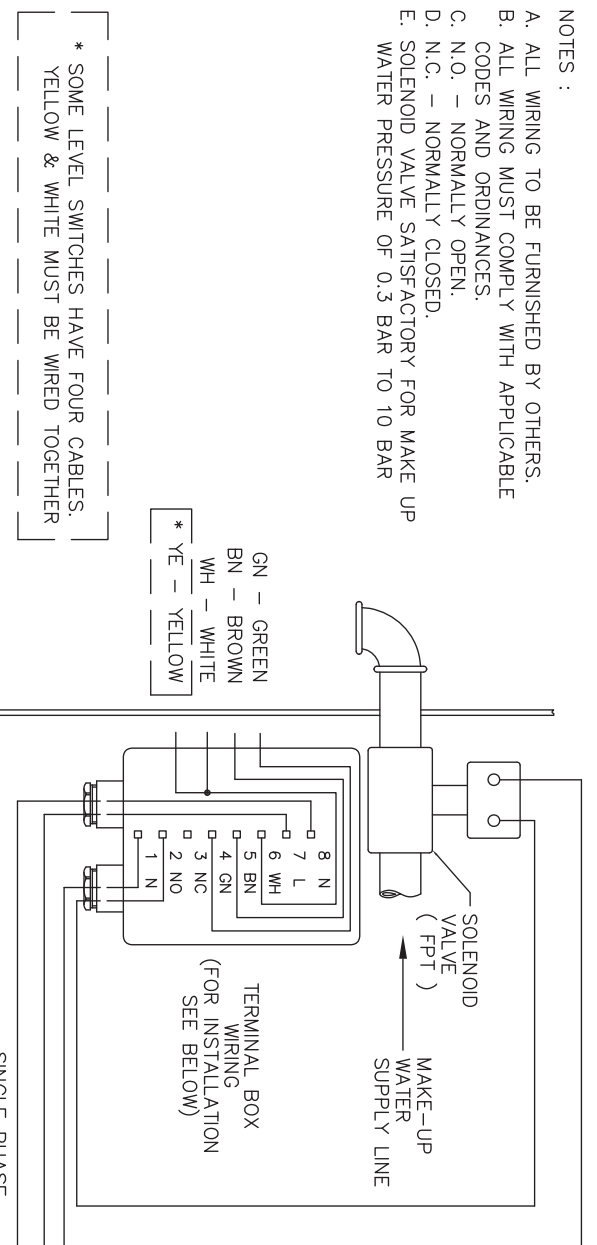 NOTES :
A. ALL WIRING TO BE FURNISHED BY OTHERS.
B. ALL WIRING MUST COMPLY WITH APPLICABLE
CODES AND ORDINANCES.
C. N.O. – NORMALLY OPEN.
D. N.C. – NORMALLY CLOSED.
E. SOLENOID VALVE SATISFACTORY FOR MAKE UP
WATER PRESSURE OF 0.3 BAR TO 10 BAR
* SOME LEVEL SWITCHES HAVE FOUR CABLES.
YELLOW & WHITE MUST BE WIRED TOGETHER
GN – GREEN
BN – BROWN
WH – WHITE
* YE – YELLOW
SOLENOID
VALVE
( FPT )
MAKE–UP
WATER
SUPPLY LINE
8 N
7 L
6 WH
5 BN
4 GN
3 NC
2 NO
1 N
TERMINAL BOX
WIRING
(FOR INSTALLATION
SEE BELOW)
SINGLE PHASE